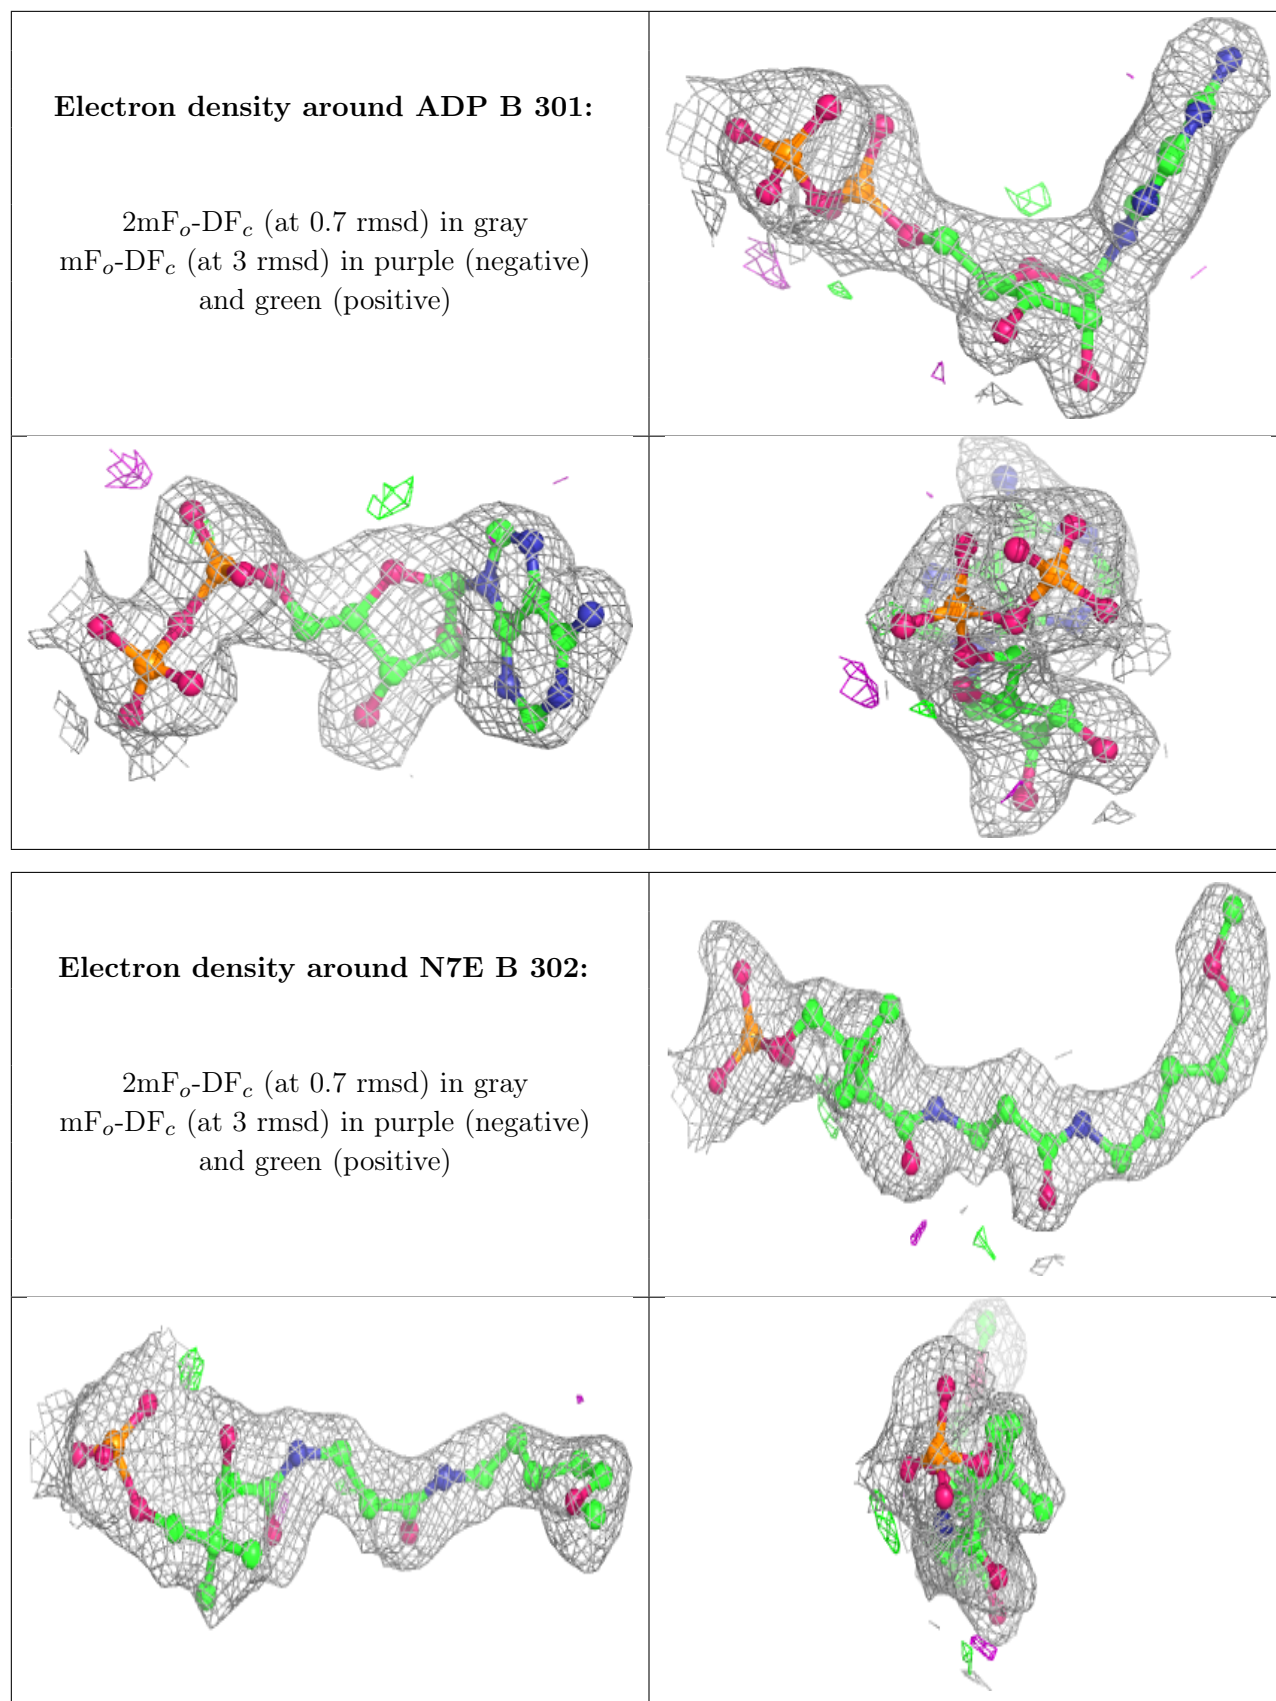 Electron density around ADP B 301:
2mFo-DFc (at 0.7 rmsd) in gray
mFo-DFc (at 3 rmsd) in purple (negative)
and green (positive)
Electron density around N7E B 302:
2mFo-DFc (at 0.7 rmsd) in gray
mFo-DFc (at 3 rmsd) in purple (negative)
and green (positive)